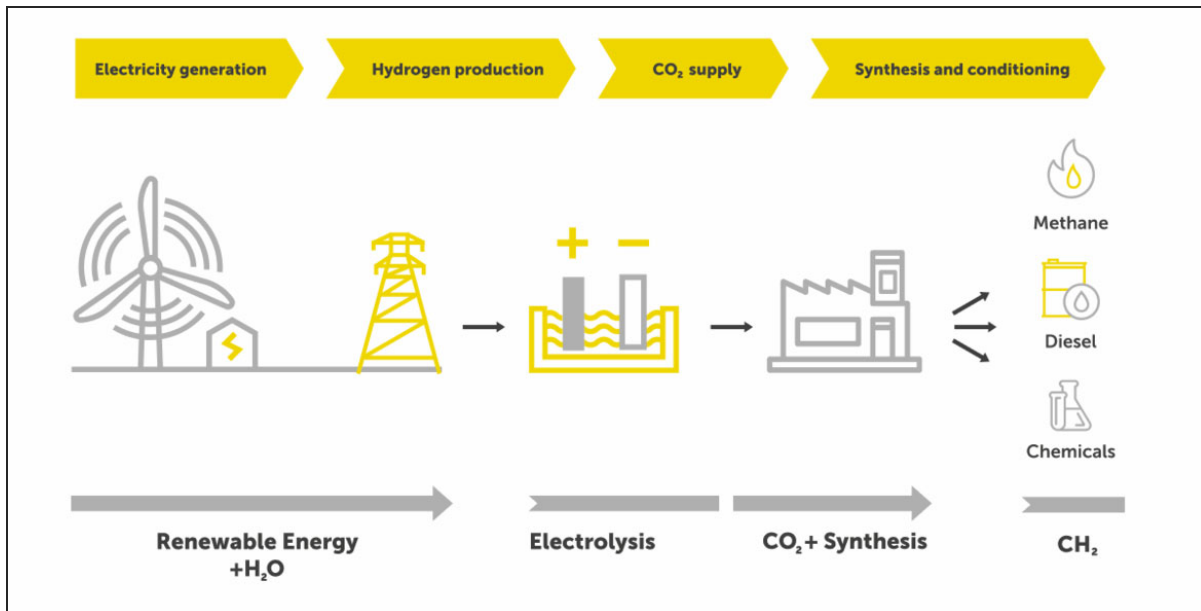 Electricity generation
Hydrogen production
CO₂ supply
Synthesis and conditioning
+ −
Methane
Diesel
Chemicals
Renewable Energy
+H₂O
Electrolysis
CO₂+ Synthesis
CH₂